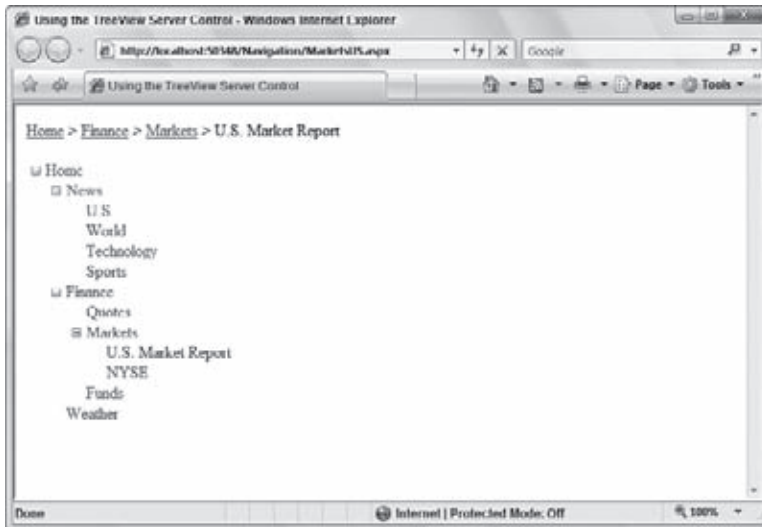 Using the TreeView Server Control - Windows Internet Explorer
http://localhost:50348/Navigation/MarketsUS.aspx
Google
Using the TreeView Server Control
Page
Tools
Home > Finance > Markets > U.S. Market Report
Home
News
U S
World
Technology
Sports
Finance
Quotes
Markets
U.S. Market Report
NYSE
Funds
Weather
Done
Internet | Protected Mode: Off
100%